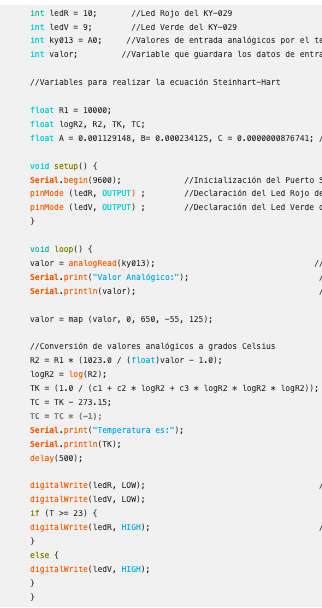 int ledR = 10; //Led Rojo del KY-029
int ledV = 9; //Led Verde del KY-029
int ky013 = A0; //Valores de entrada analógicos por el te
int valor; //Variable que guardara los datos de entra
//Variables para realizar la ecuación Steinhart-Hart
float R1 = 10000;
float logR2, R2, TK, TC;
float A = 0.001129148, B= 0.000234125, C = 0.0000000876741; /
void setup() {
Serial.begin(9600); //Inicialización del Puerto S
pinMode (ledR, OUTPUT) ; //Declaración del Led Rojo de
pinMode (ledV, OUTPUT) ; //Declaración del Led Verde d
}
void loop() {
valor = analogRead(ky013); /
Serial.print("Valor Analógico:"); /
Serial.println(valor); /
valor = map (valor, 0, 650, -55, 125);
//Conversión de valores analógicos a grados Celsius
R2 = R1 * (1023.0 / (float)valor - 1.0);
logR2 = log(R2);
TK = (1.0 / (c1 + c2 * logR2 + c3 * logR2 * logR2 * logR2));
TC = TK - 273.15;
TC = TC * (-1);
Serial.print("Temperatura es:");
Serial.println(TK);
delay(500);
digitalWrite(ledR, LOW); /
digitalWrite(ledV, LOW);
if (T >= 23) {
digitalWrite(ledR, HIGH); /
}
else {
digitalWrite(ledV, HIGH);
}
}